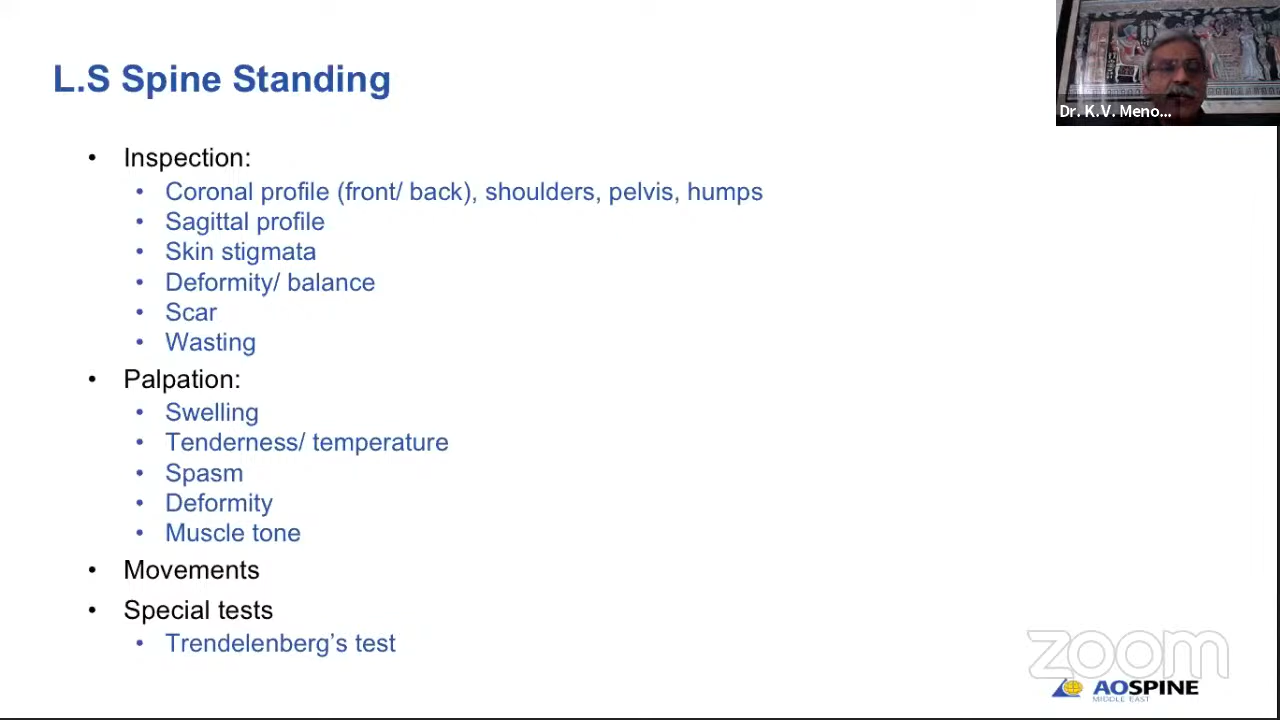 L.S Spine Standing
Dr. K.V. Meno...
• Inspection:
• Coronal profile (front/ back), shoulders, pelvis, humps
• Sagittal profile
• Skin stigmata
• Deformity/ balance
• Scar
• Wasting
• Palpation:
• Swelling
• Tenderness/ temperature
• Spasm
• Deformity
• Muscle tone
• Movements
• Special tests
• Trendelenberg’s test
zoom
AOSPINE
MIDDLE EAST